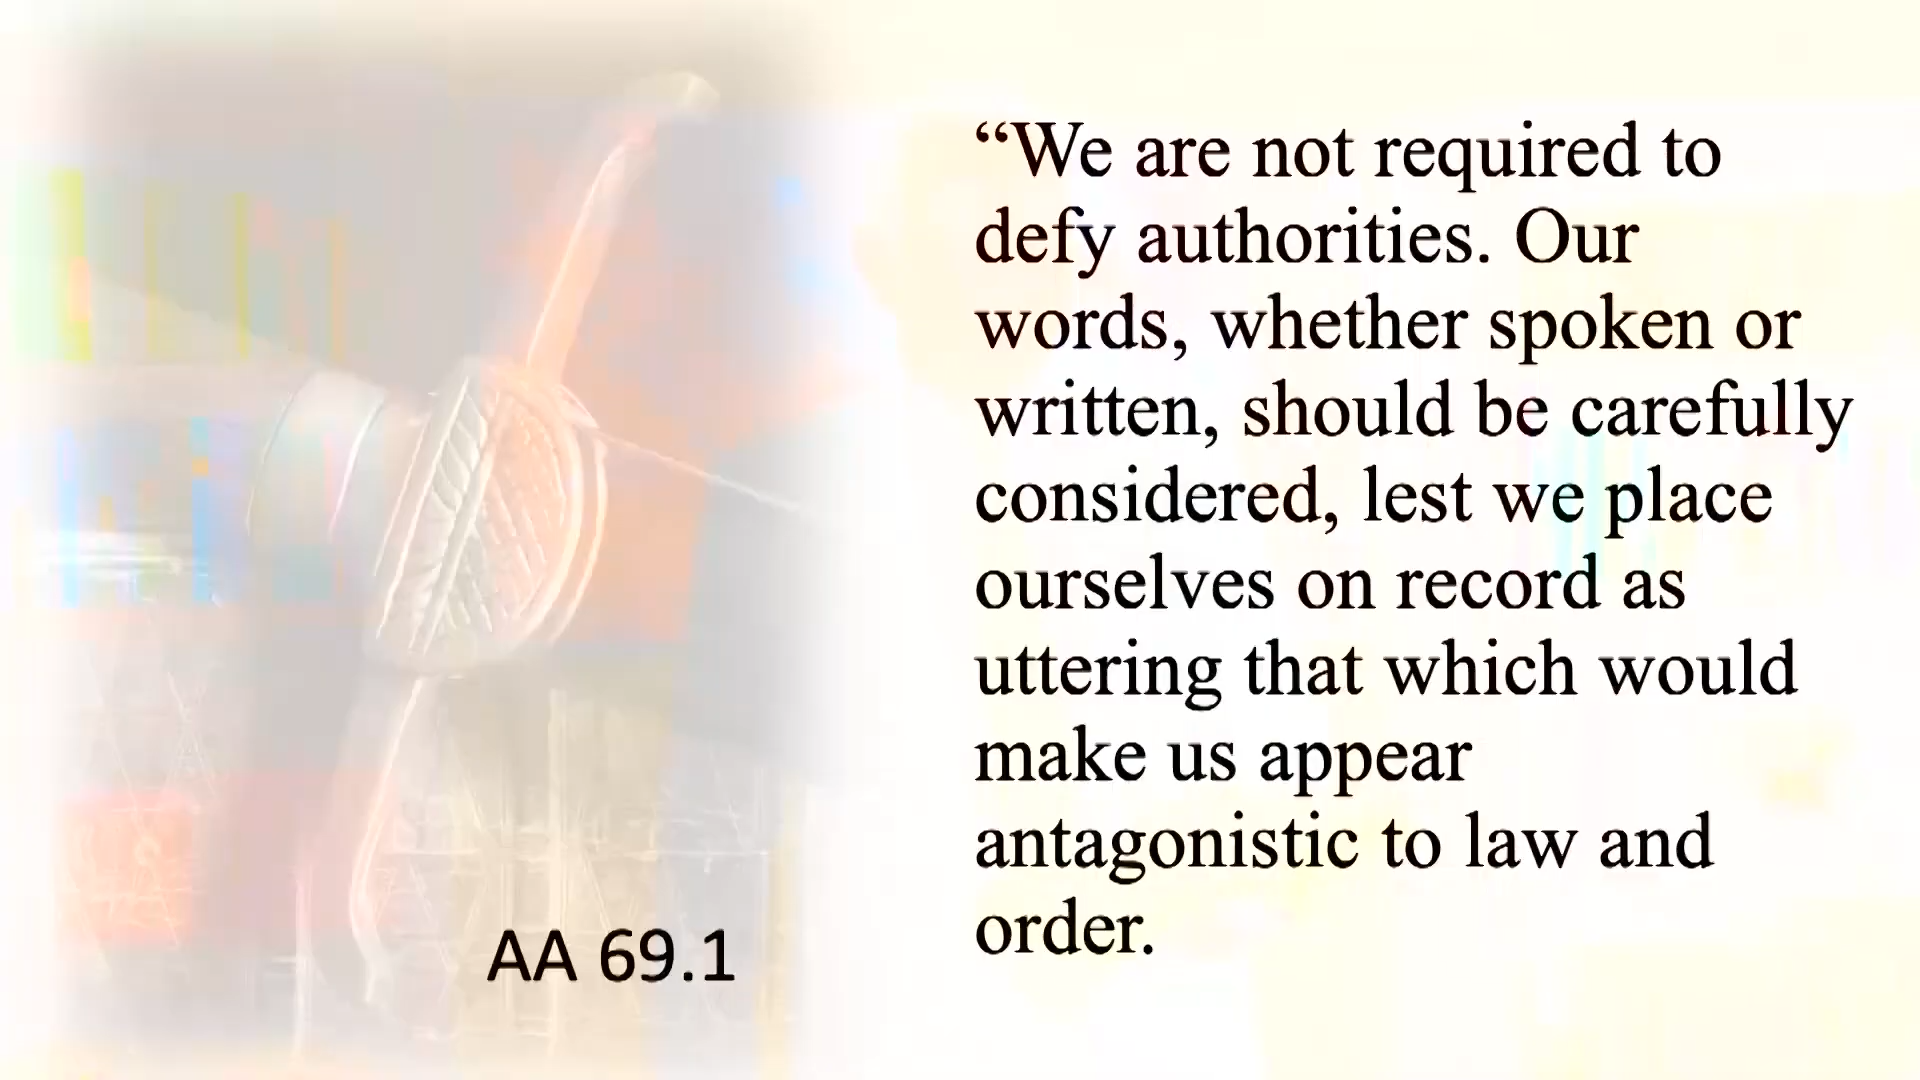 “We are not required to
defy authorities. Our
words, whether spoken or
written, should be carefully
considered, lest we place
ourselves on record as
uttering that which would
make us appear
antagonistic to law and
order.
AA 69.1